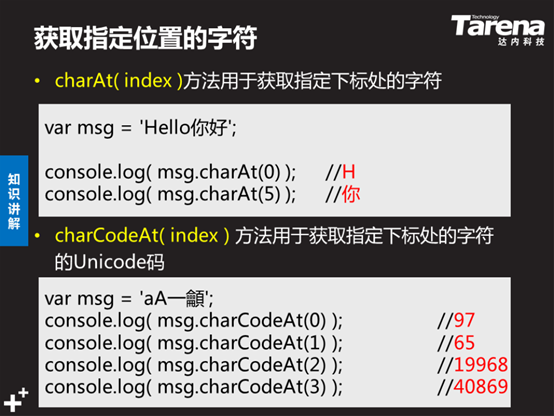 获取指定位置的字符
Technology
Tarena
达内科技
• charAt( index )方法用于获取指定下标处的字符
var msg = 'Hello你好';
console.log( msg.charAt(0) ); //H
console.log( msg.charAt(5) ); //你
知识讲解
• charCodeAt( index ) 方法用于获取指定下标处的字符
的Unicode码
var msg = 'aA一龥';
console.log( msg.charCodeAt(0) ); //97
console.log( msg.charCodeAt(1) ); //65
console.log( msg.charCodeAt(2) ); //19968
console.log( msg.charCodeAt(3) ); //40869